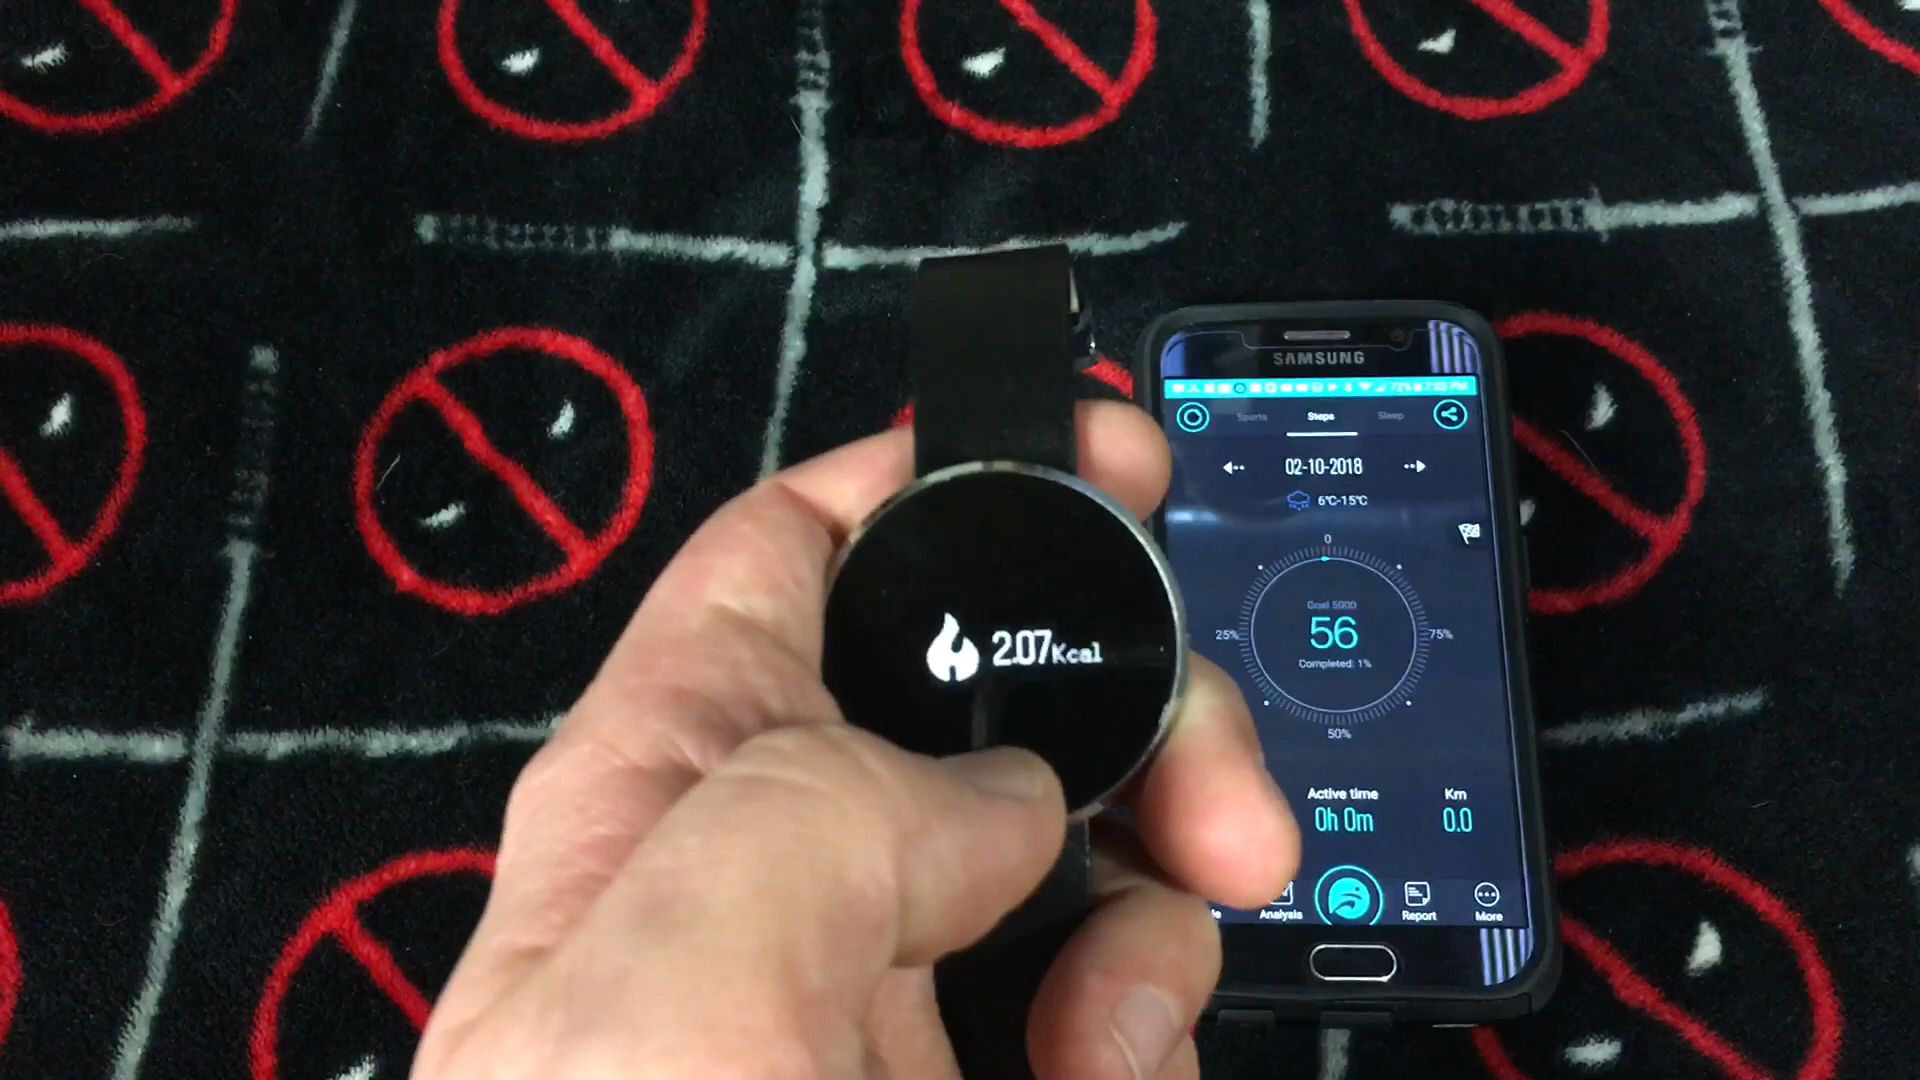 SAMSUNG
Sports Steps Sleep
02-10-2018
6℃-15℃
0
Goal 5000
56
25%
75%
Completed: 1%
50%
2.07Kcal
Active time Km
0h 0m 0.0
Analysis Report More